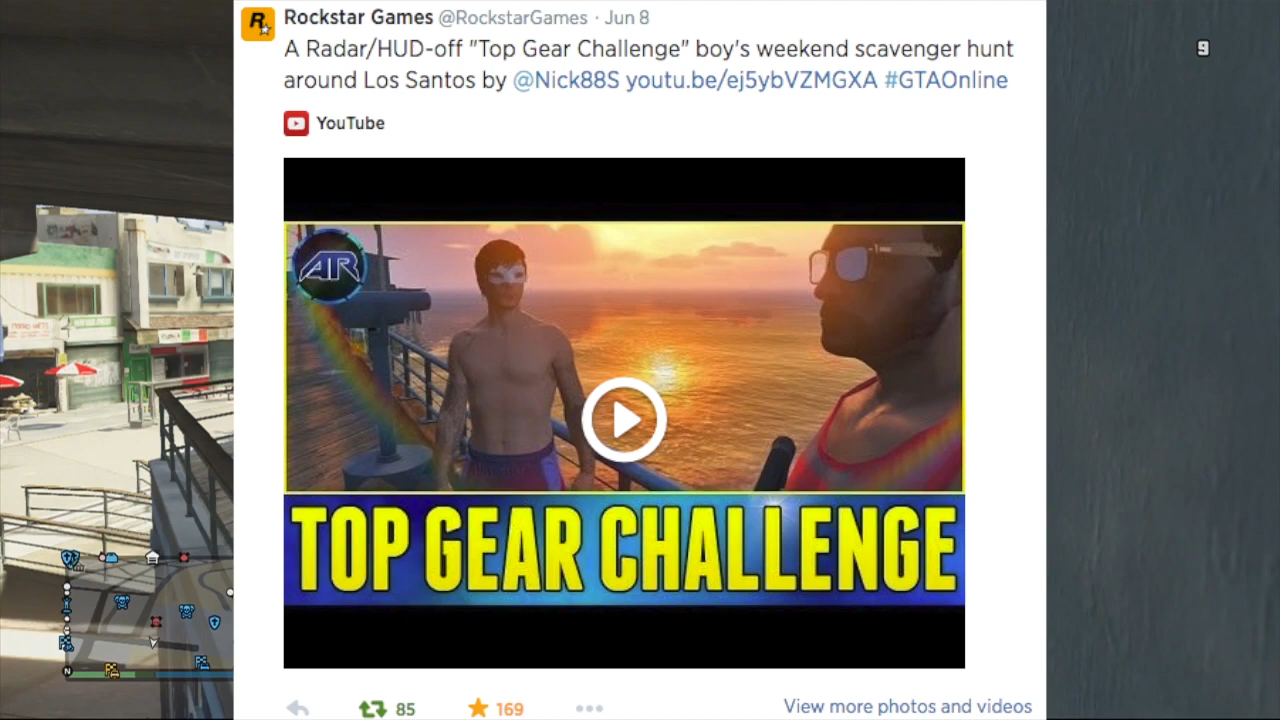 Rockstar Games @RockstarGames · Jun 8
A Radar/HUD-off "Top Gear Challenge" boy's weekend scavenger hunt
around Los Santos by @Nick88S youtu.be/ej5ybVZMGXA #GTAOnline
YouTube
AR
TOP GEAR CHALLENGE
85 169 View more photos and videos
9
N